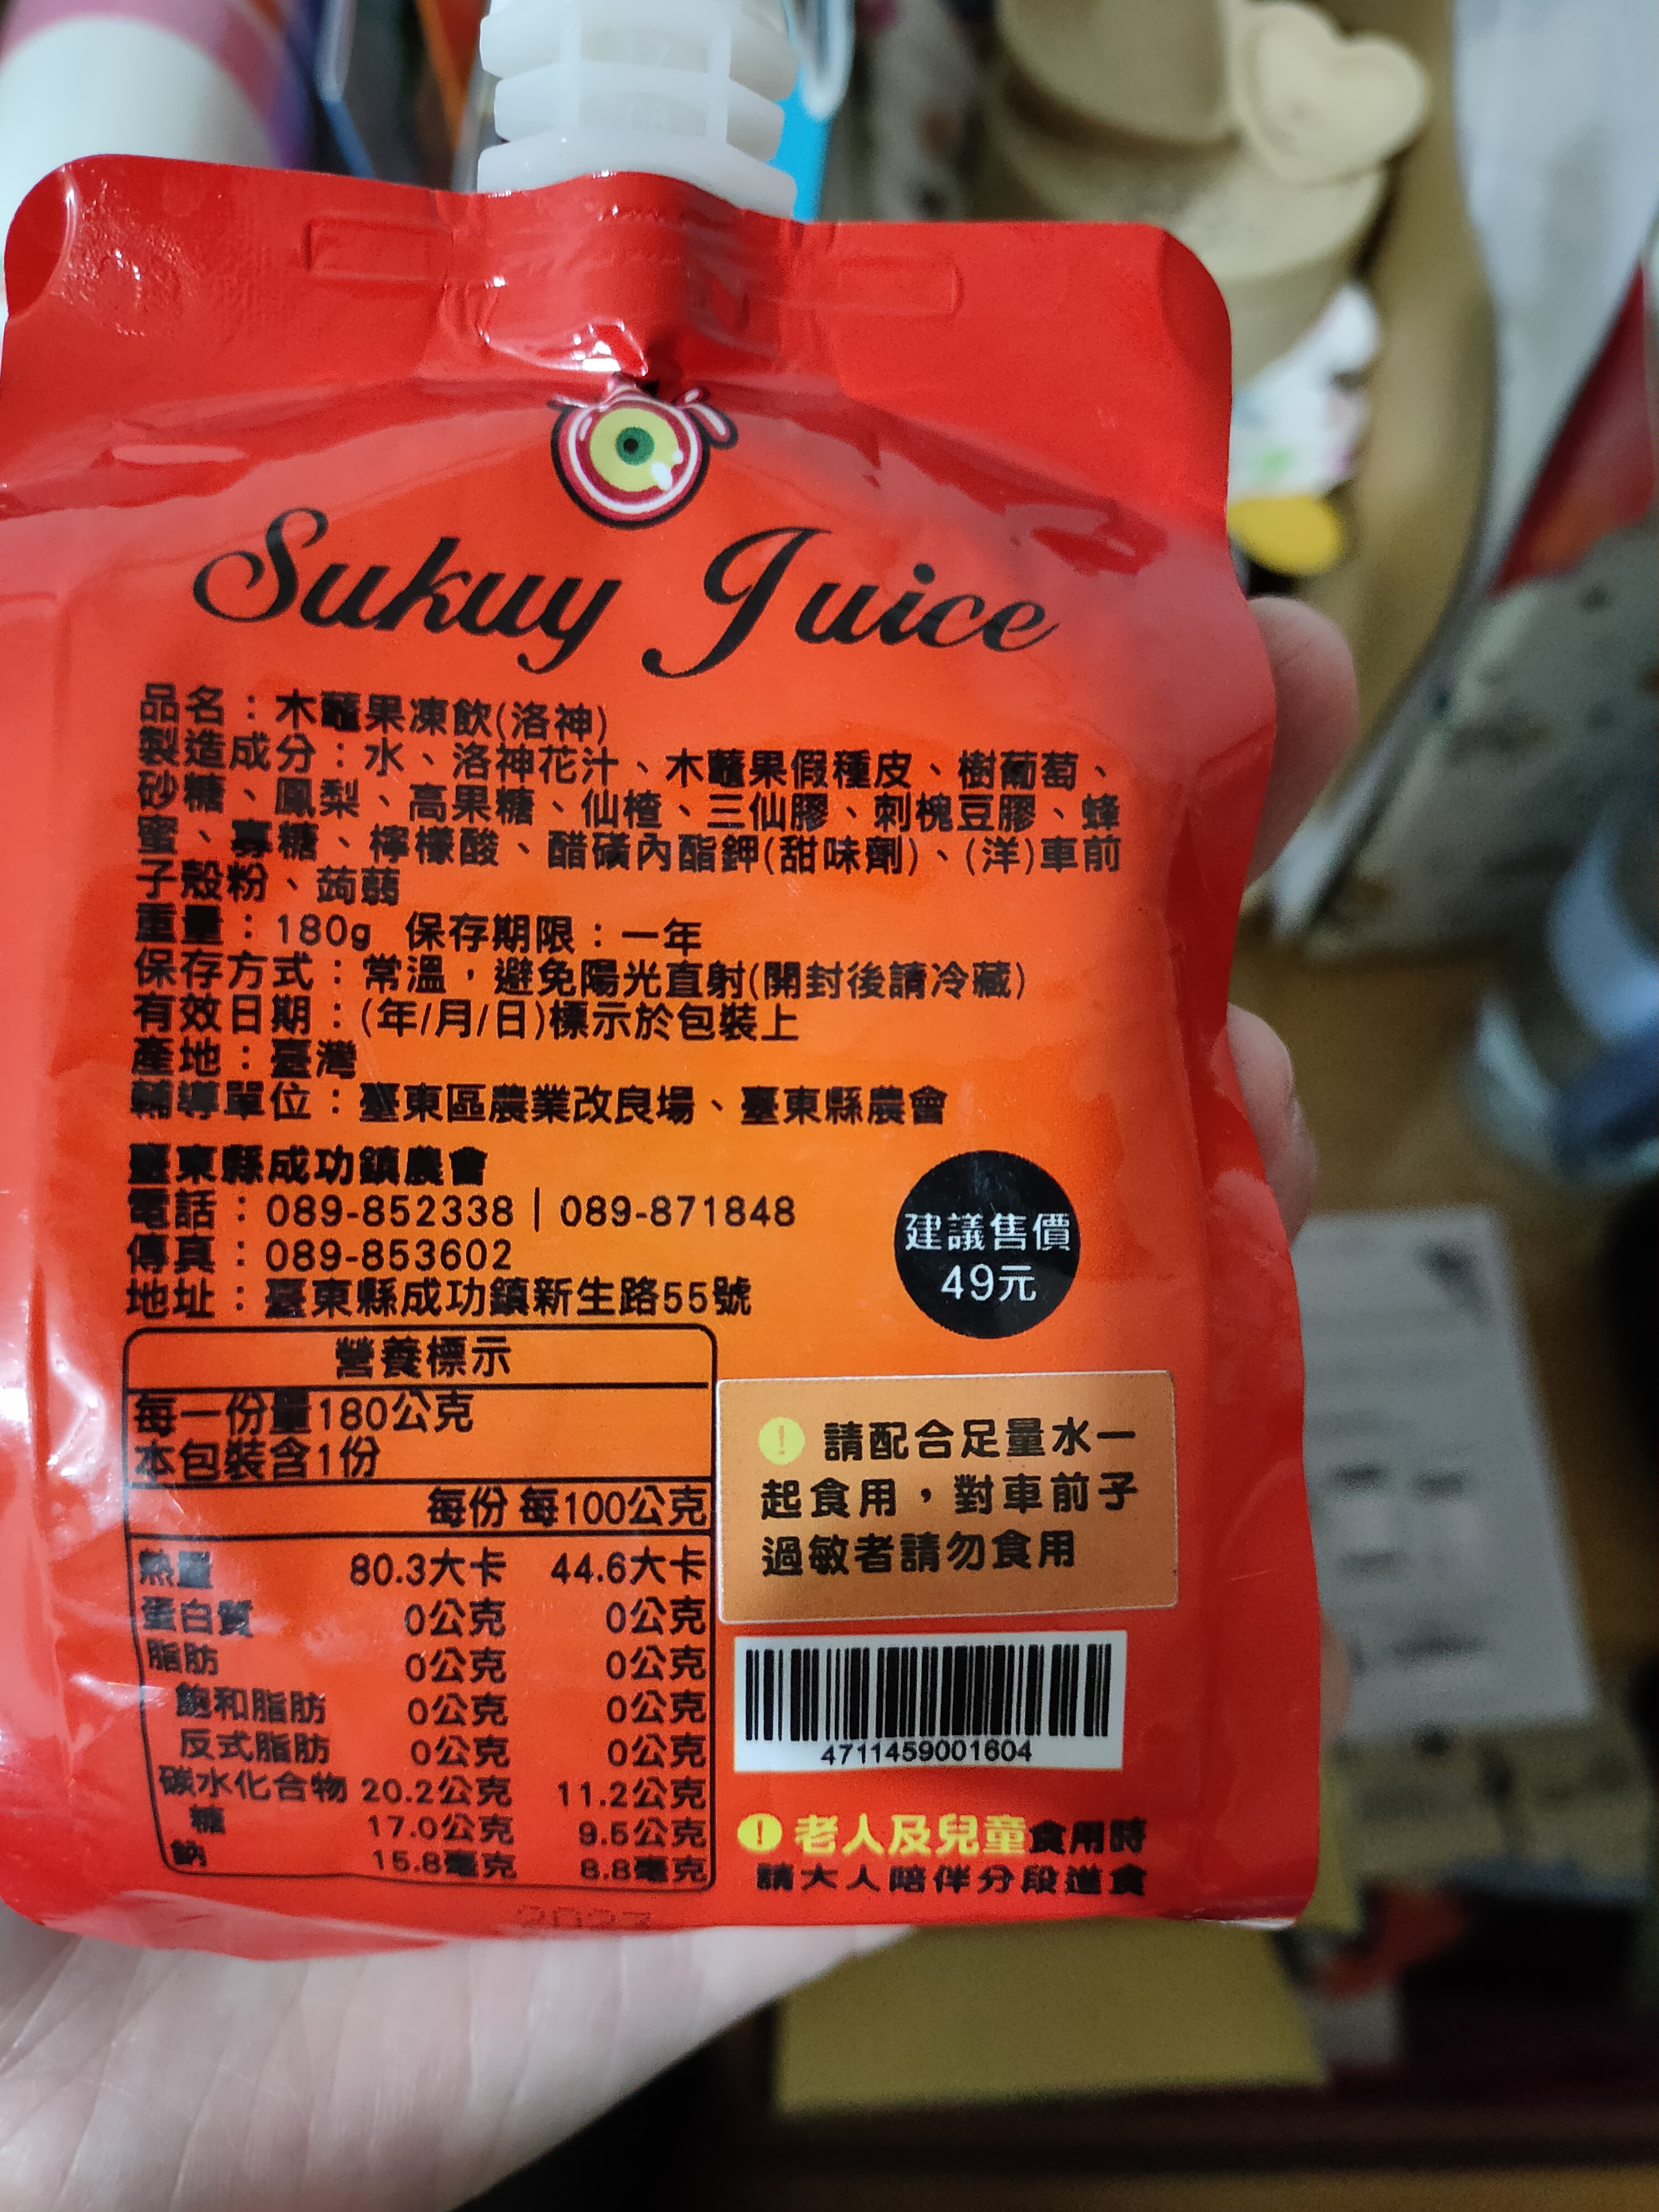 Sukuy Juice
品名：木虌果凍飲(洛神)
製造成分：水、洛神花汁、木虌果假種皮、樹葡萄、
砂糖、鳳梨、高果糖、仙楂、三仙膠、刺槐豆膠、蜂
蜜、寡糖、檸檬酸、醋磺內酯鉀(甜味劑)、(洋)車前
子殼粉、蒟蒻
重量：180g 保存期限：一年
保存方式：常溫，避免陽光直射(開封後請冷藏)
有效日期：(年/月/日)標示於包裝上
產地：臺灣
輔導單位：臺東區農業改良場、臺東縣農會
臺東縣成功鎮農會
電話：089-852338｜089-871848
傳真：089-853602
地址：臺東縣成功鎮新生路55號
建議售價
49元
營養標示
每一份量180公克
本包裝含1份
每份 每100公克
熱量 80.3大卡 44.6大卡
蛋白質 0公克 0公克
脂肪 0公克 0公克
飽和脂肪 0公克 0公克
反式脂肪 0公克 0公克
碳水化合物 20.2公克 11.2公克
糖 17.0公克 9.5公克
鈉 15.8毫克 8.8毫克
! 請配合足量水一
起食用，對車前子
過敏者請勿食用
4711459001604
! 老人及兒童食用時
請大人陪伴分段進食
2023